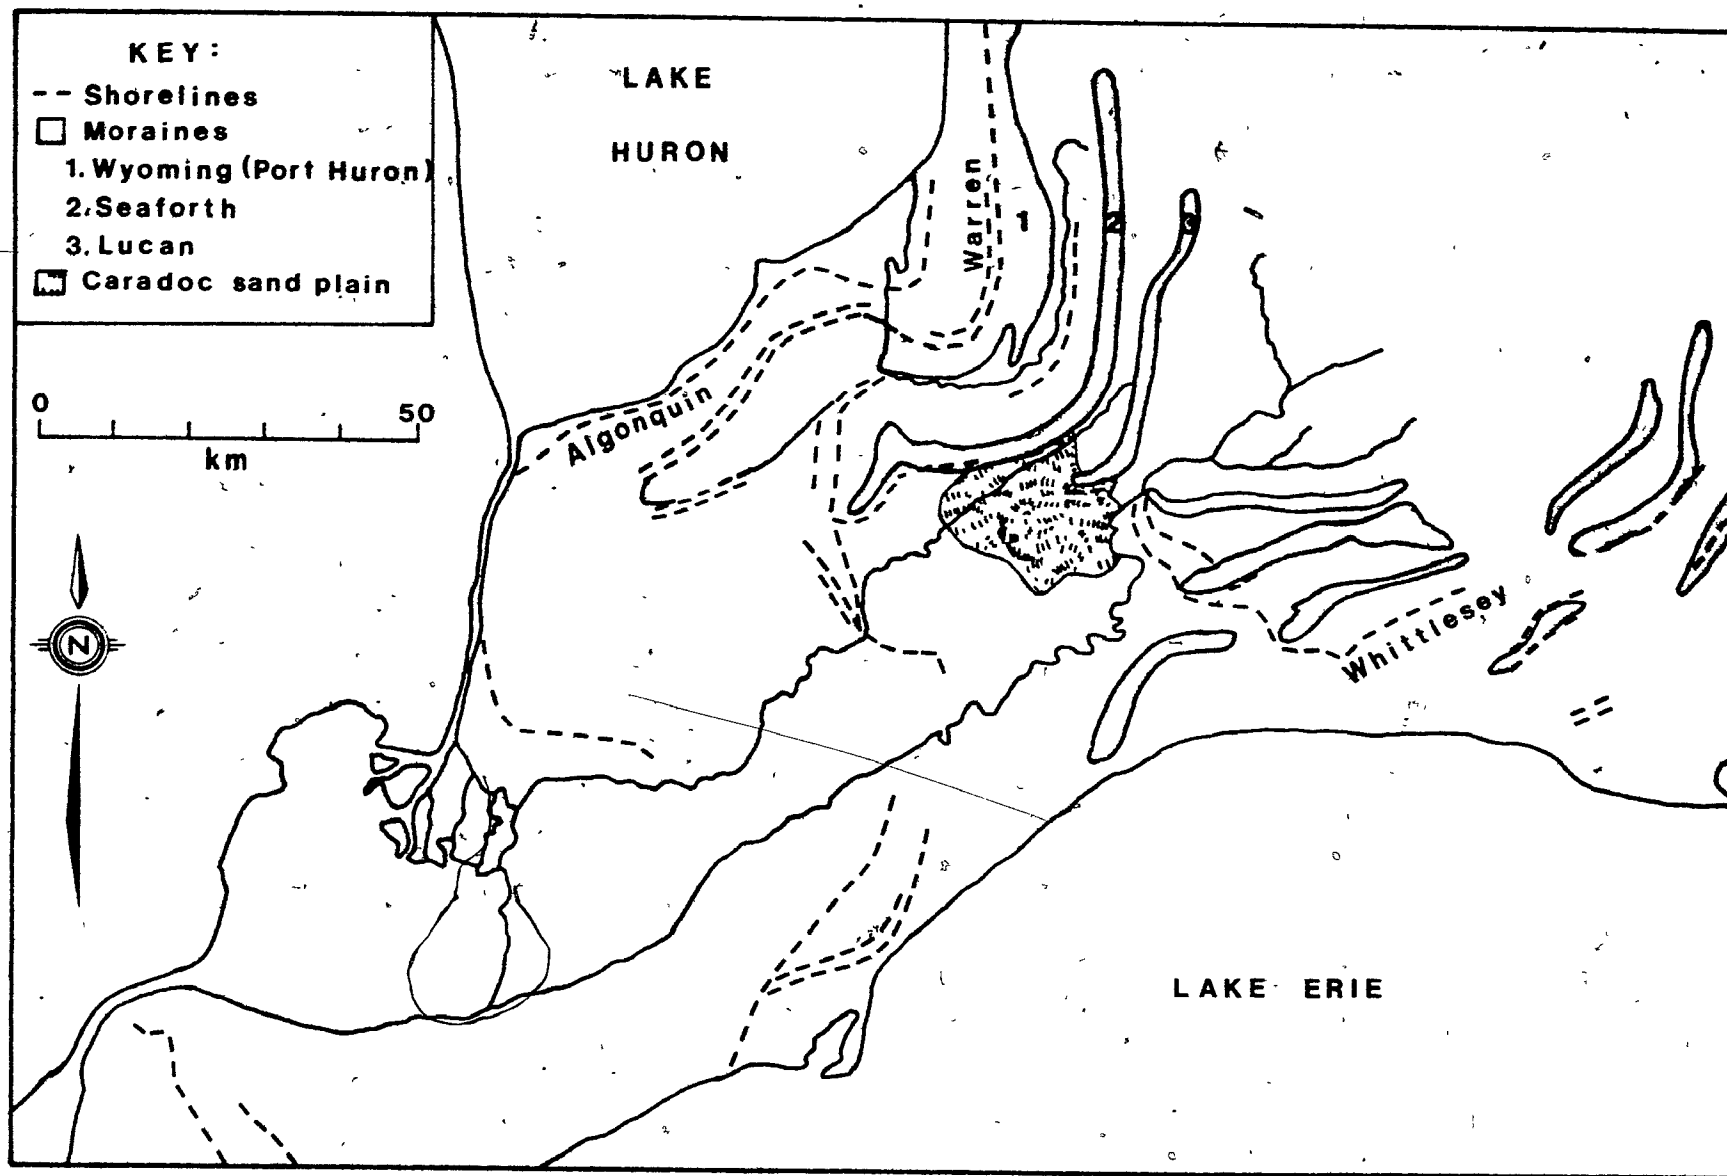 KEY:
Shorelines
Moraines
1. Wyoming (Port Huron)
2. Seaforth
3. Lucan
Caradoc sand plain
0 50
km
N
LAKE
HURON
Warren
1
2
3
Algonquin
Whittlesey
LAKE ERIE